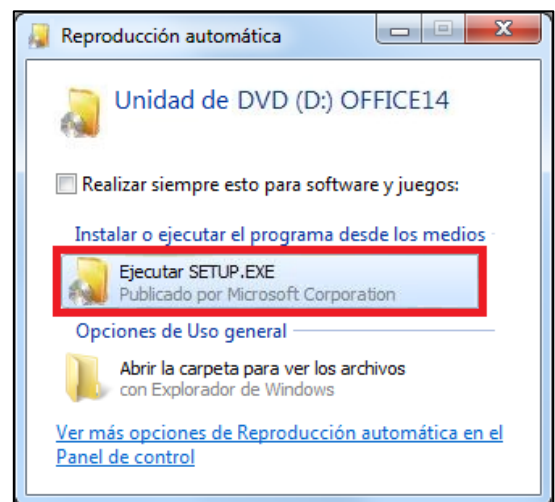 Reproducción automática
Unidad de DVD (D:) OFFICE14
Realizar siempre esto para software y juegos:
Instalar o ejecutar el programa desde los medios
Ejecutar SETUP.EXE
Publicado por Microsoft Corporation
Opciones de Uso general
Abrir la carpeta para ver los archivos
con Explorador de Windows
Ver más opciones de Reproducción automática en el
Panel de control